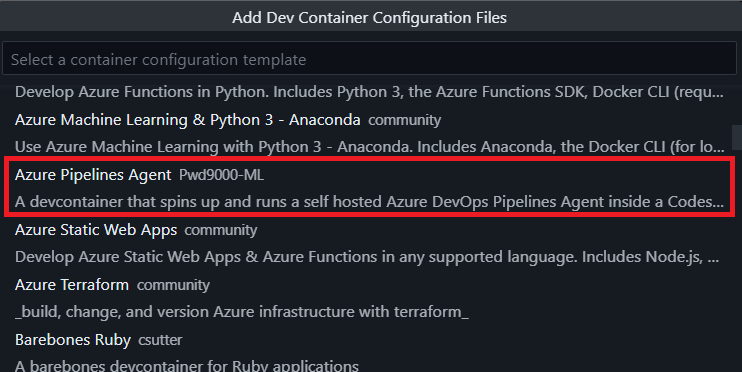 Add Dev Container Configuration Files
Select a container configuration template
Develop Azure Functions in Python. Includes Python 3, the Azure Functions SDK, Docker CLI (requ...
Azure Machine Learning & Python 3 - Anaconda community
Use Azure Machine Learning with Python 3 - Anaconda. Includes Anaconda, the Docker CLI (for lo...
Azure Pipelines Agent Pwd9000-ML
A devcontainer that spins up and runs a self hosted Azure DevOps Pipelines Agent inside a Codes...
Azure Static Web Apps community
Develop Azure Static Web Apps & Azure Functions in any supported language. Includes Node.js, ...
Azure Terraform community
_build, change, and version Azure infrastructure with terraform_
Barebones Ruby csutter
A barebones devcontainer for Ruby applications